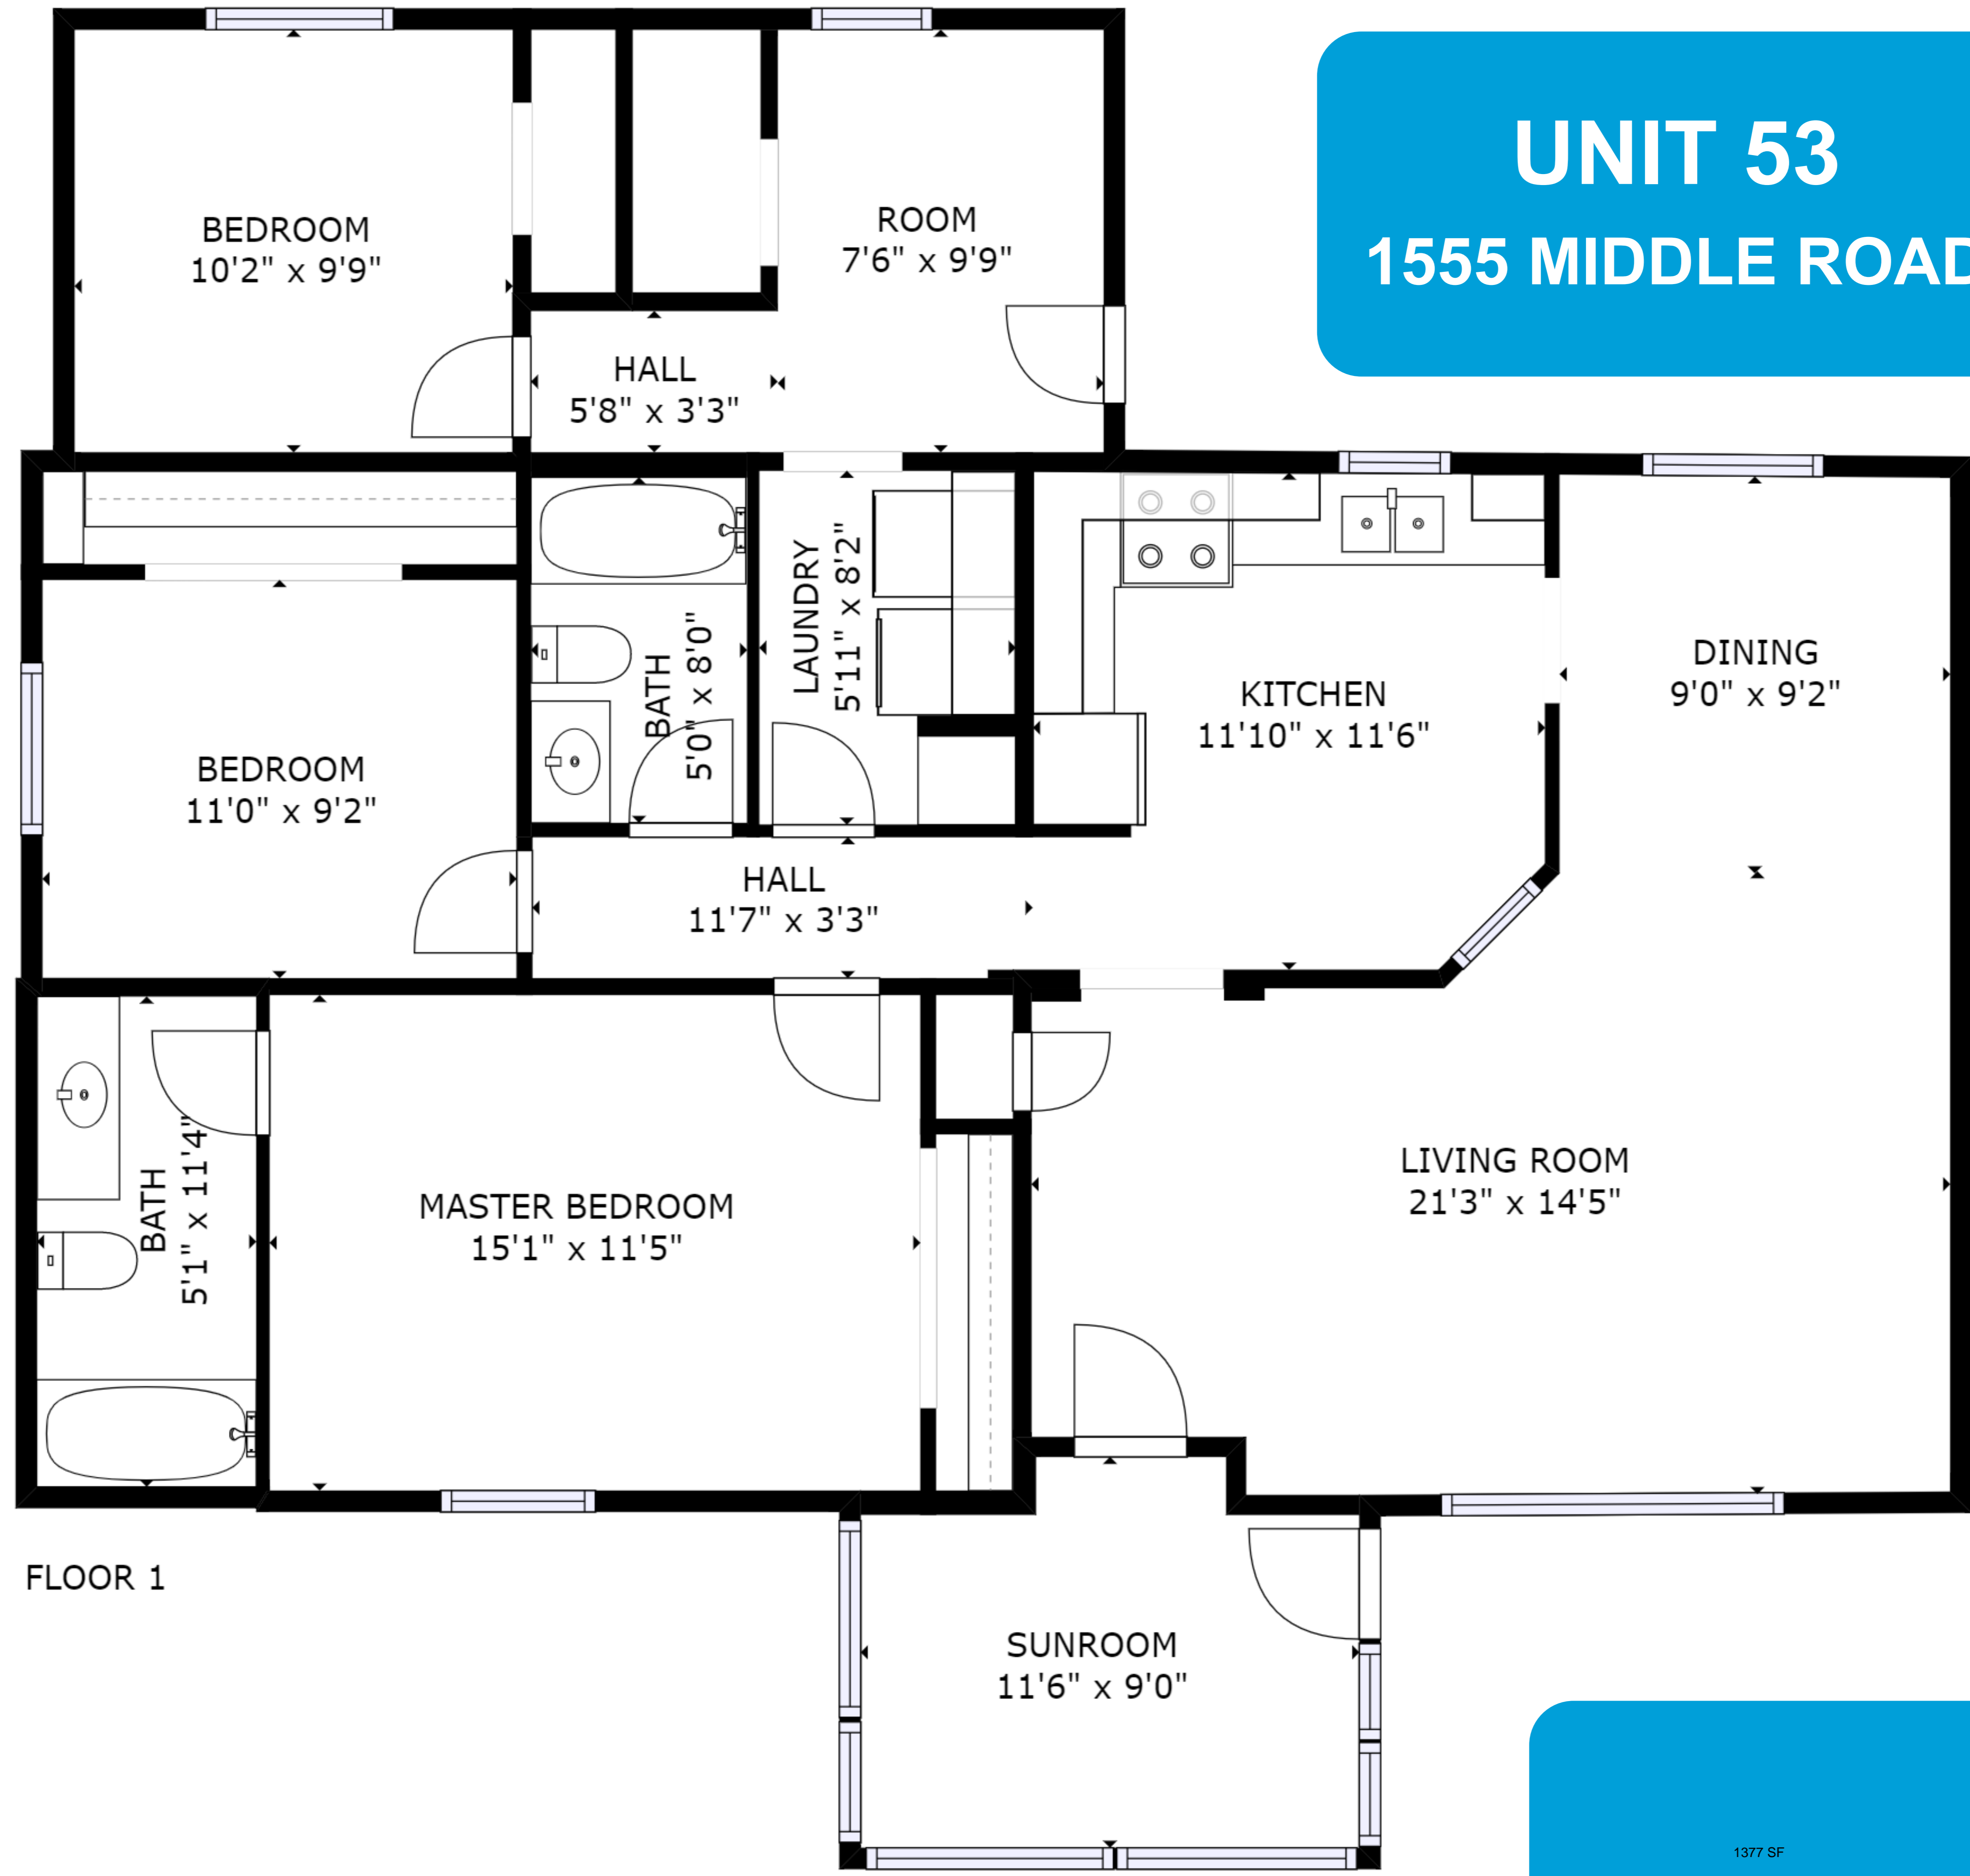 UNIT 53
1555 MIDDLE ROAD
BEDROOM
10'2" x 9'9"
ROOM
7'6" x 9'9"
HALL
5'8" x 3'3"
BATH
5'0" x 8'0"
LAUNDRY
5'11" x 8'2"
KITCHEN
11'10" x 11'6"
DINING
9'0" x 9'2"
BEDROOM
11'0" x 9'2"
HALL
11'7" x 3'3"
BATH
5'1" x 11'4"
MASTER BEDROOM
15'1" x 11'5"
LIVING ROOM
21'3" x 14'5"
FLOOR 1
SUNROOM
11'6" x 9'0"
1377 SF